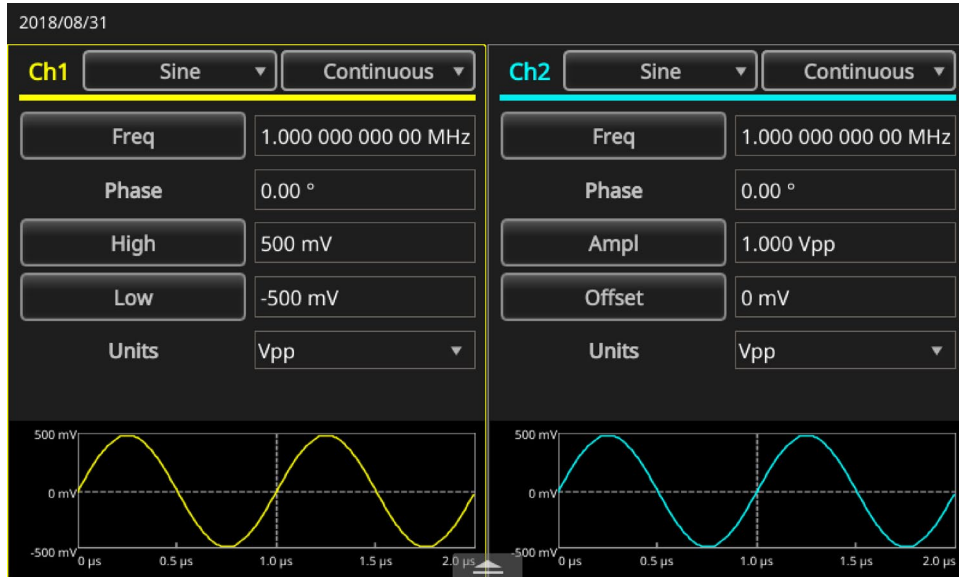 2018/08/31
Ch1 Sine Continuous
Freq 1.000 000 000 00 MHz
Phase 0.00 °
High 500 mV
Low -500 mV
Units Vpp
500 mV
0 mV
-500 mV
0 µs 0.5 µs 1.0 µs 1.5 µs 2.0 µs
Ch2 Sine Continuous
Freq 1.000 000 000 00 MHz
Phase 0.00 °
Ampl 1.000 Vpp
Offset 0 mV
Units Vpp
500 mV
0 mV
-500 mV
0 µs 0.5 µs 1.0 µs 1.5 µs 2.0 µs